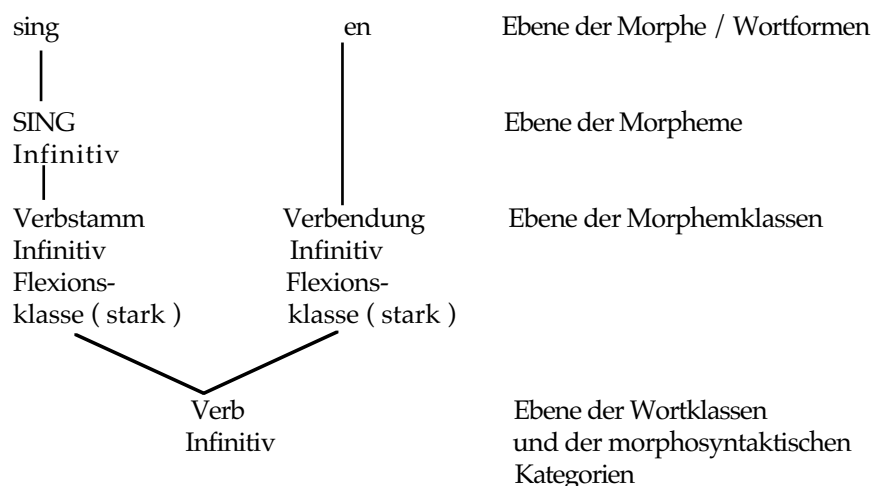 sing en Ebene der Morphe / Wortformen
SING Ebene der Morpheme
Infinitiv
Verbstamm Verbendung Ebene der Morphemklassen
Infinitiv Infinitiv
Flexions- Flexions-
klasse ( stark ) klasse ( stark )
Verb Ebene der Wortklassen
Infinitiv und der morphosyntaktischen
Kategorien